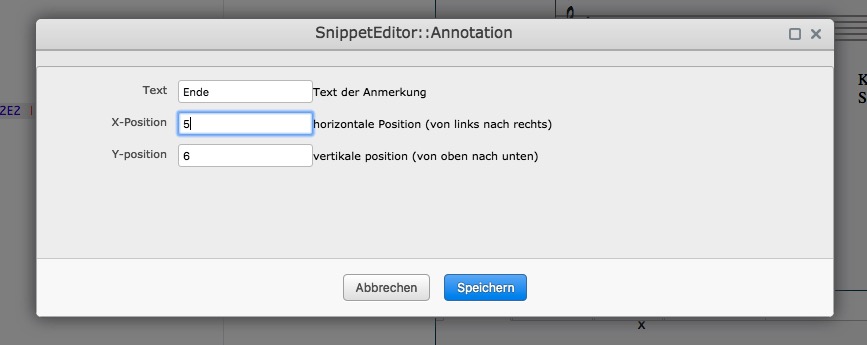 SnippetEditor::Annotation
Text Ende Text der Anmerkung
X-Position 5 horizontale Position (von links nach rechts)
Y-position 6 vertikale position (von oben nach unten)
Abbrechen Speichern
2E2 |
K
S
x